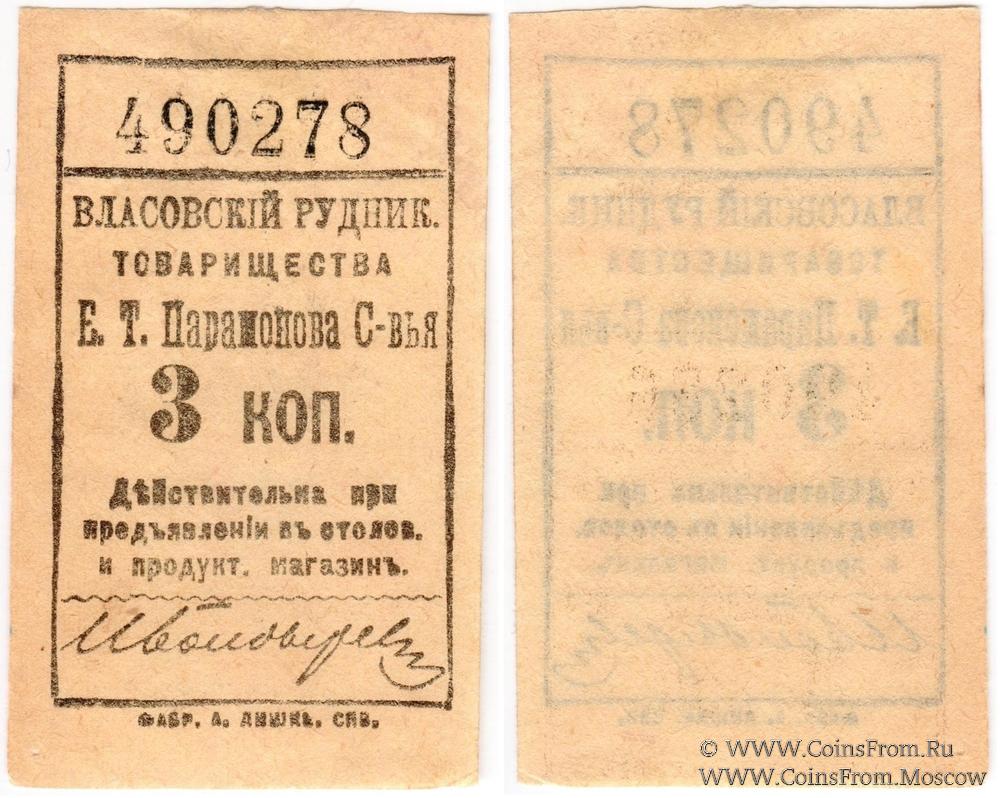 490278
ВЛАСОВСКІЙ РУДНИК.
ТОВАРИЩЕСТВА
Е. Т. Парамонова С-вья
3 КОП.
Дѣйствительна при
предъявленіи въ столов.
и продукт. магазинъ.
ФАБР. А. ЛИШКЕ. СПБ.
© WWW.CoinsFrom.Ru
WWW.CoinsFrom.Moscow